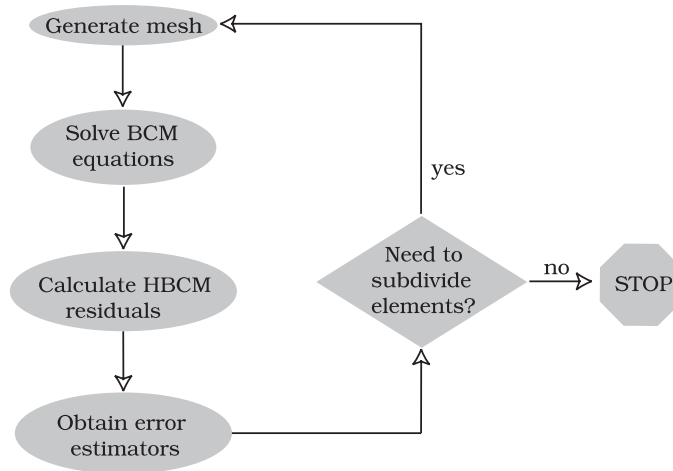 Generate mesh
Solve BCM
equations
Calculate HBCM
residuals
Obtain error
estimators
yes
Need to
subdivide
elements?
no
STOP